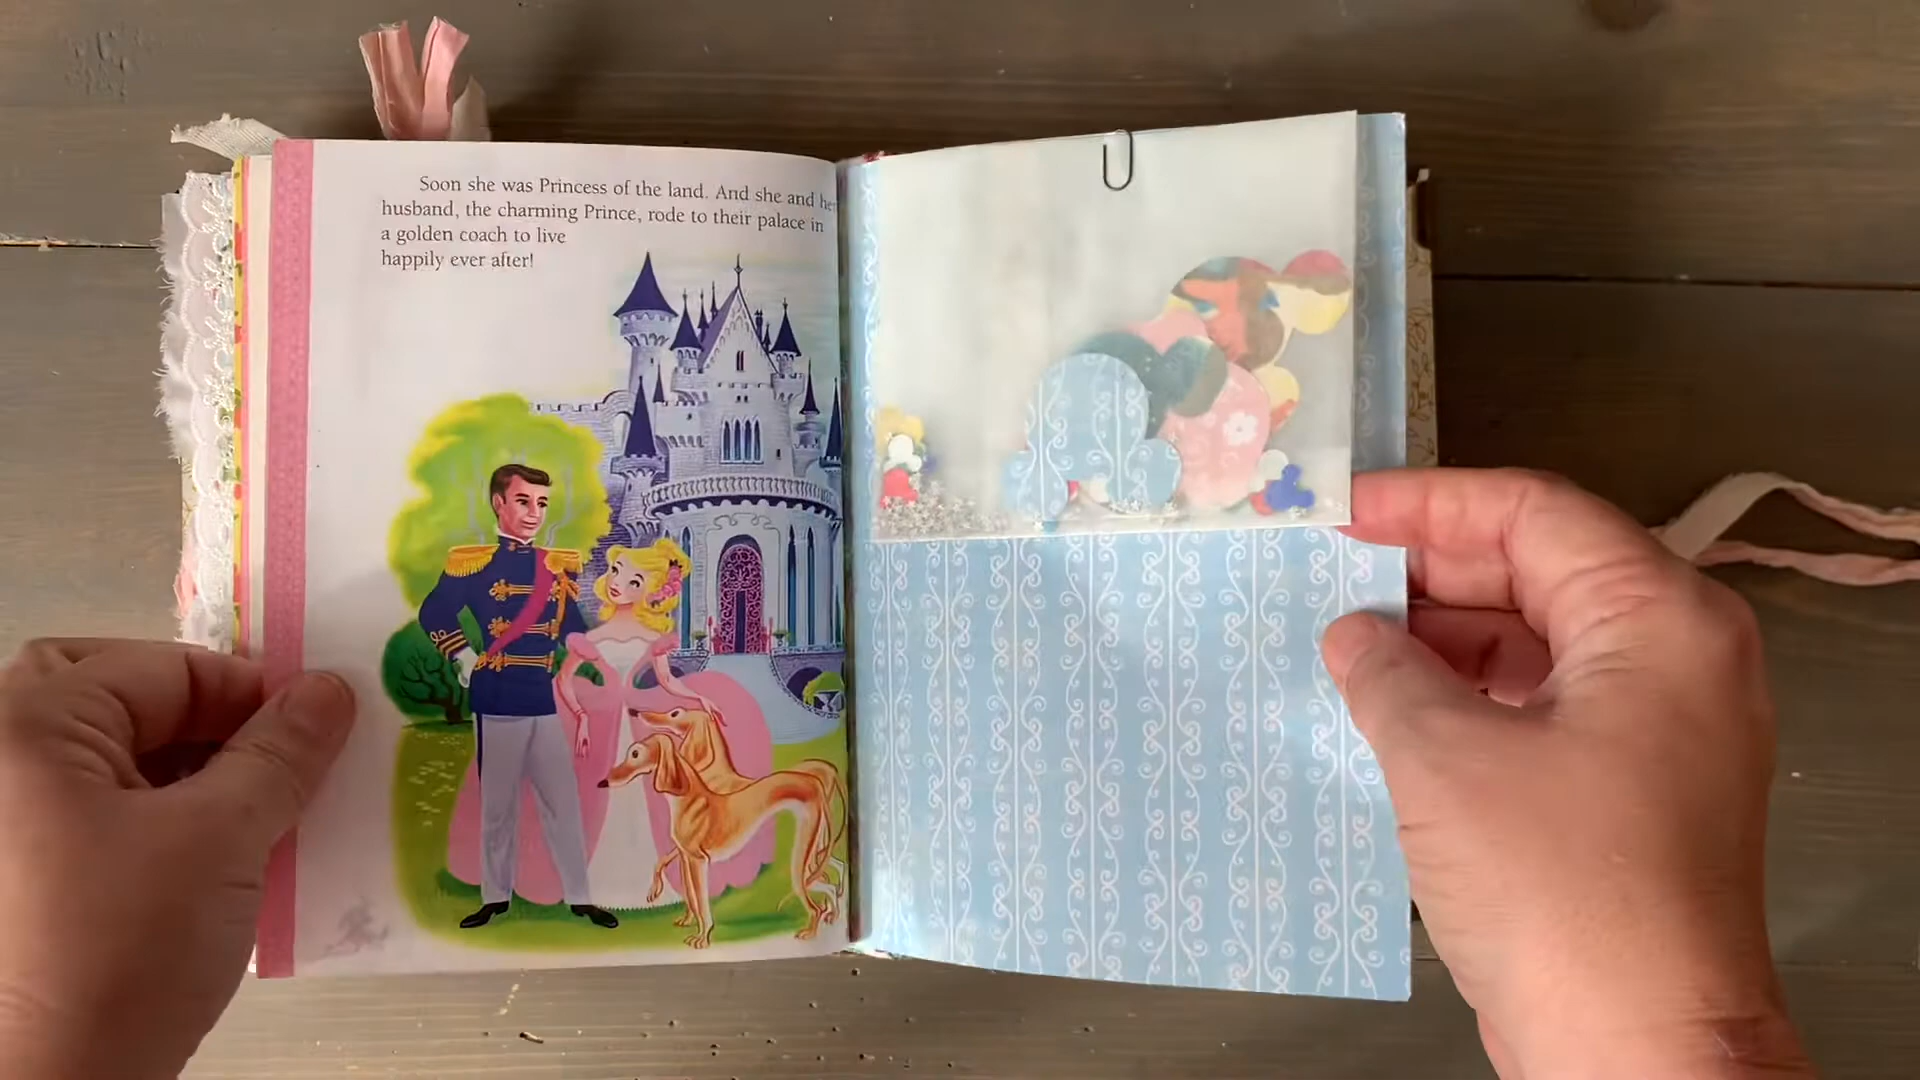 Soon she was Princess of the land. And she and her
husband, the charming Prince, rode to their palace in
a golden coach to live
happily ever after!